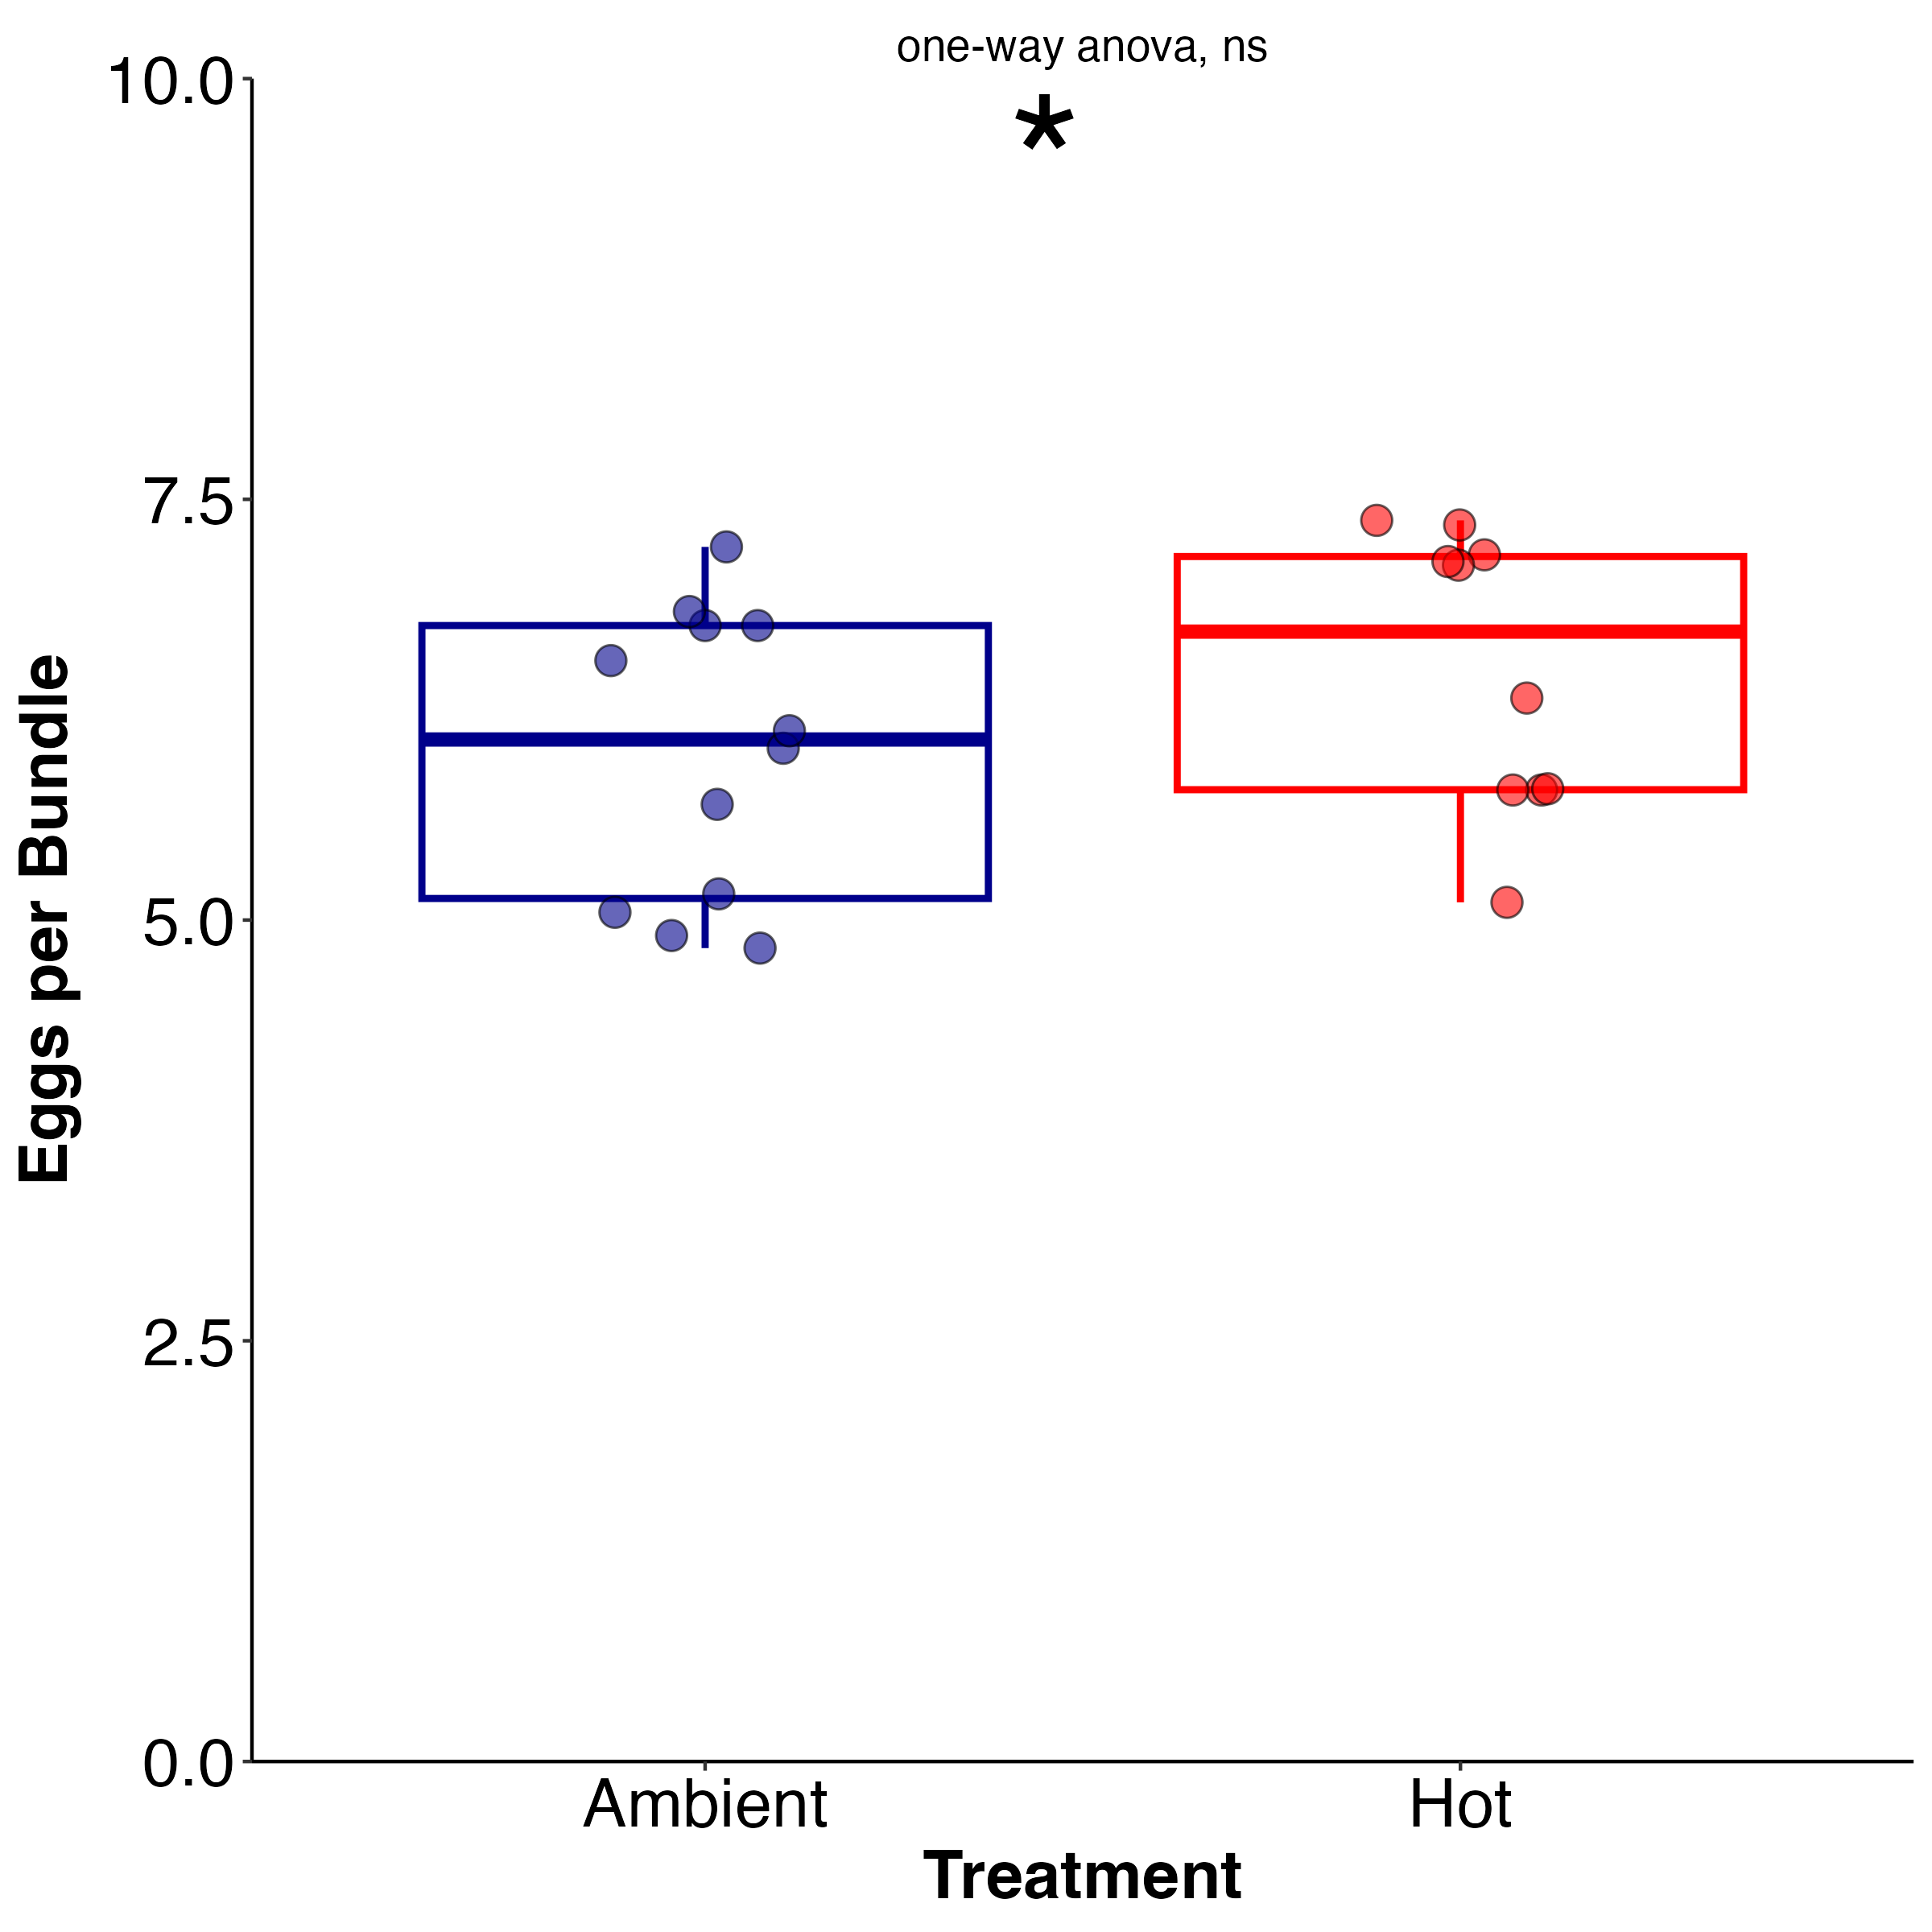 one-way anova, ns
*
10.0
7.5
5.0
2.5
0.0
Eggs per Bundle
Ambient Hot
Treatment